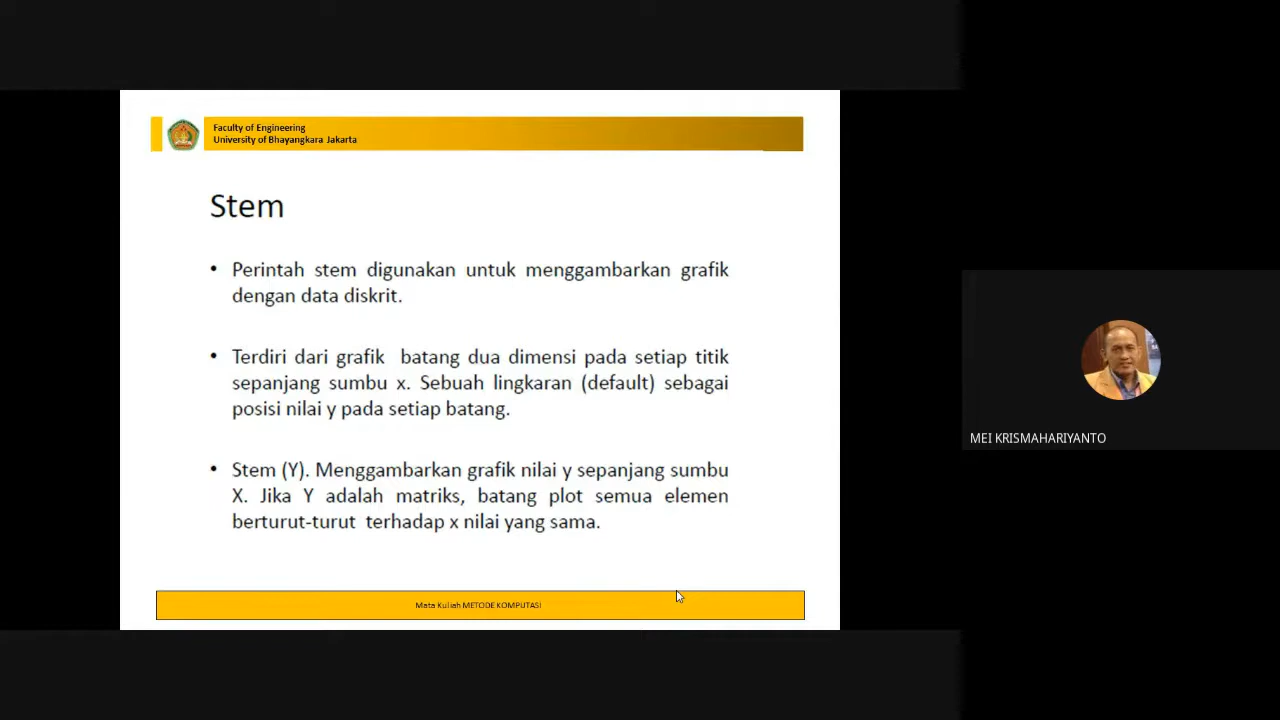 Faculty of Engineering
University of Bhayangkara Jakarta
Stem
• Perintah stem digunakan untuk menggambarkan grafik
dengan data diskrit.
• Terdiri dari grafik batang dua dimensi pada setiap titik
sepanjang sumbu x. Sebuah lingkaran (default) sebagai
posisi nilai y pada setiap batang.
• Stem (Y). Menggambarkan grafik nilai y sepanjang sumbu
X. Jika Y adalah matriks, batang plot semua elemen
berturut-turut terhadap x nilai yang sama.
Mata Kuliah METODE KOMPUTASI
MEI KRISMAHARIYANTO